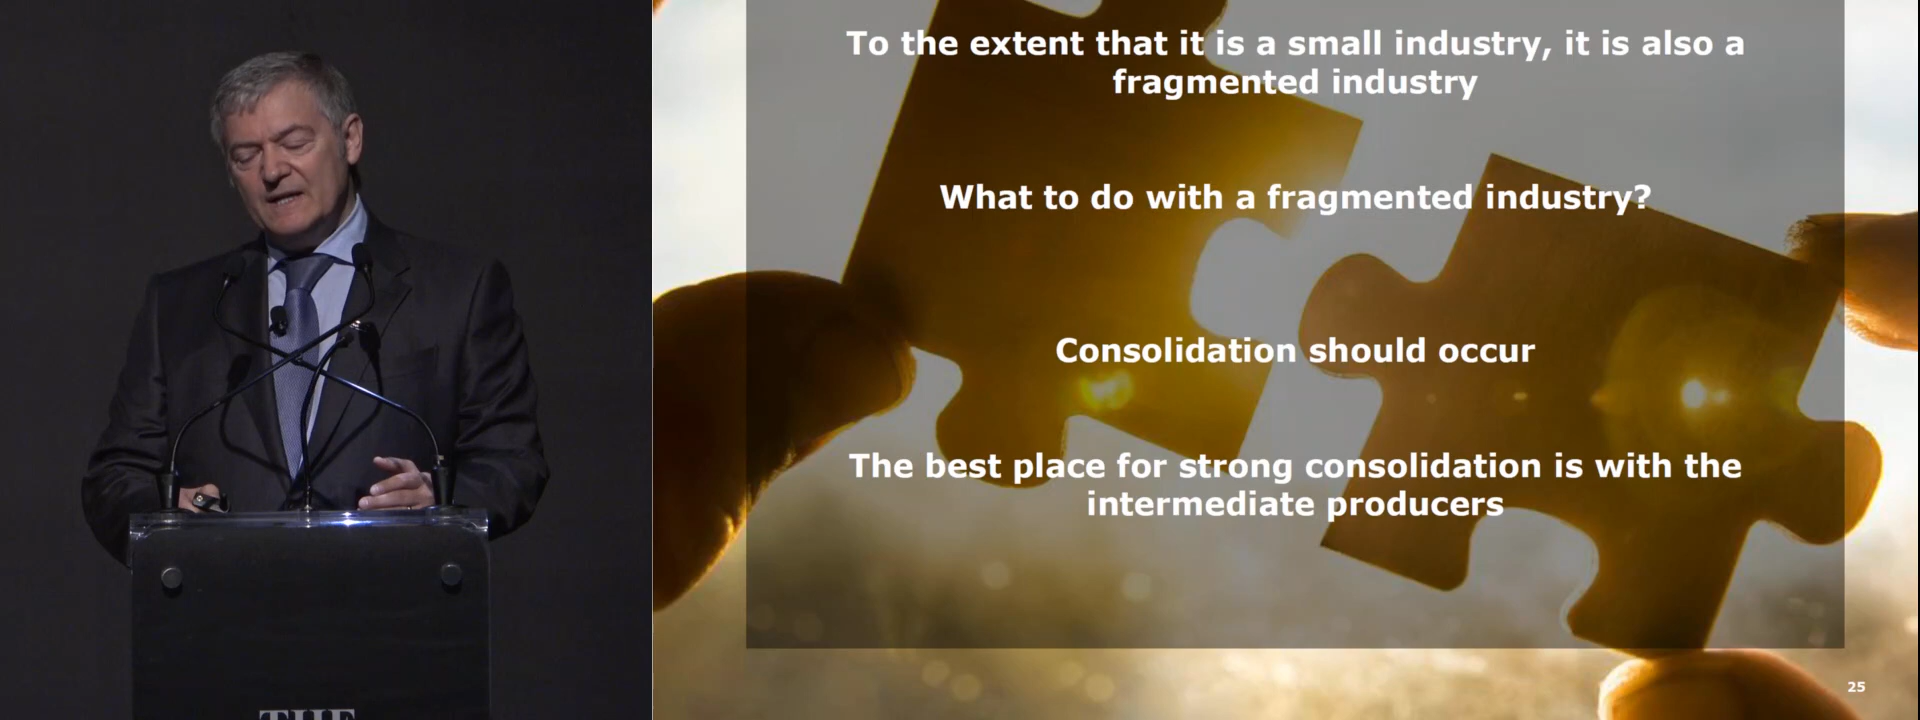 To the extent that it is a small industry, it is also a
fragmented industry
What to do with a fragmented industry?
Consolidation should occur
The best place for strong consolidation is with the
intermediate producers
25
THE